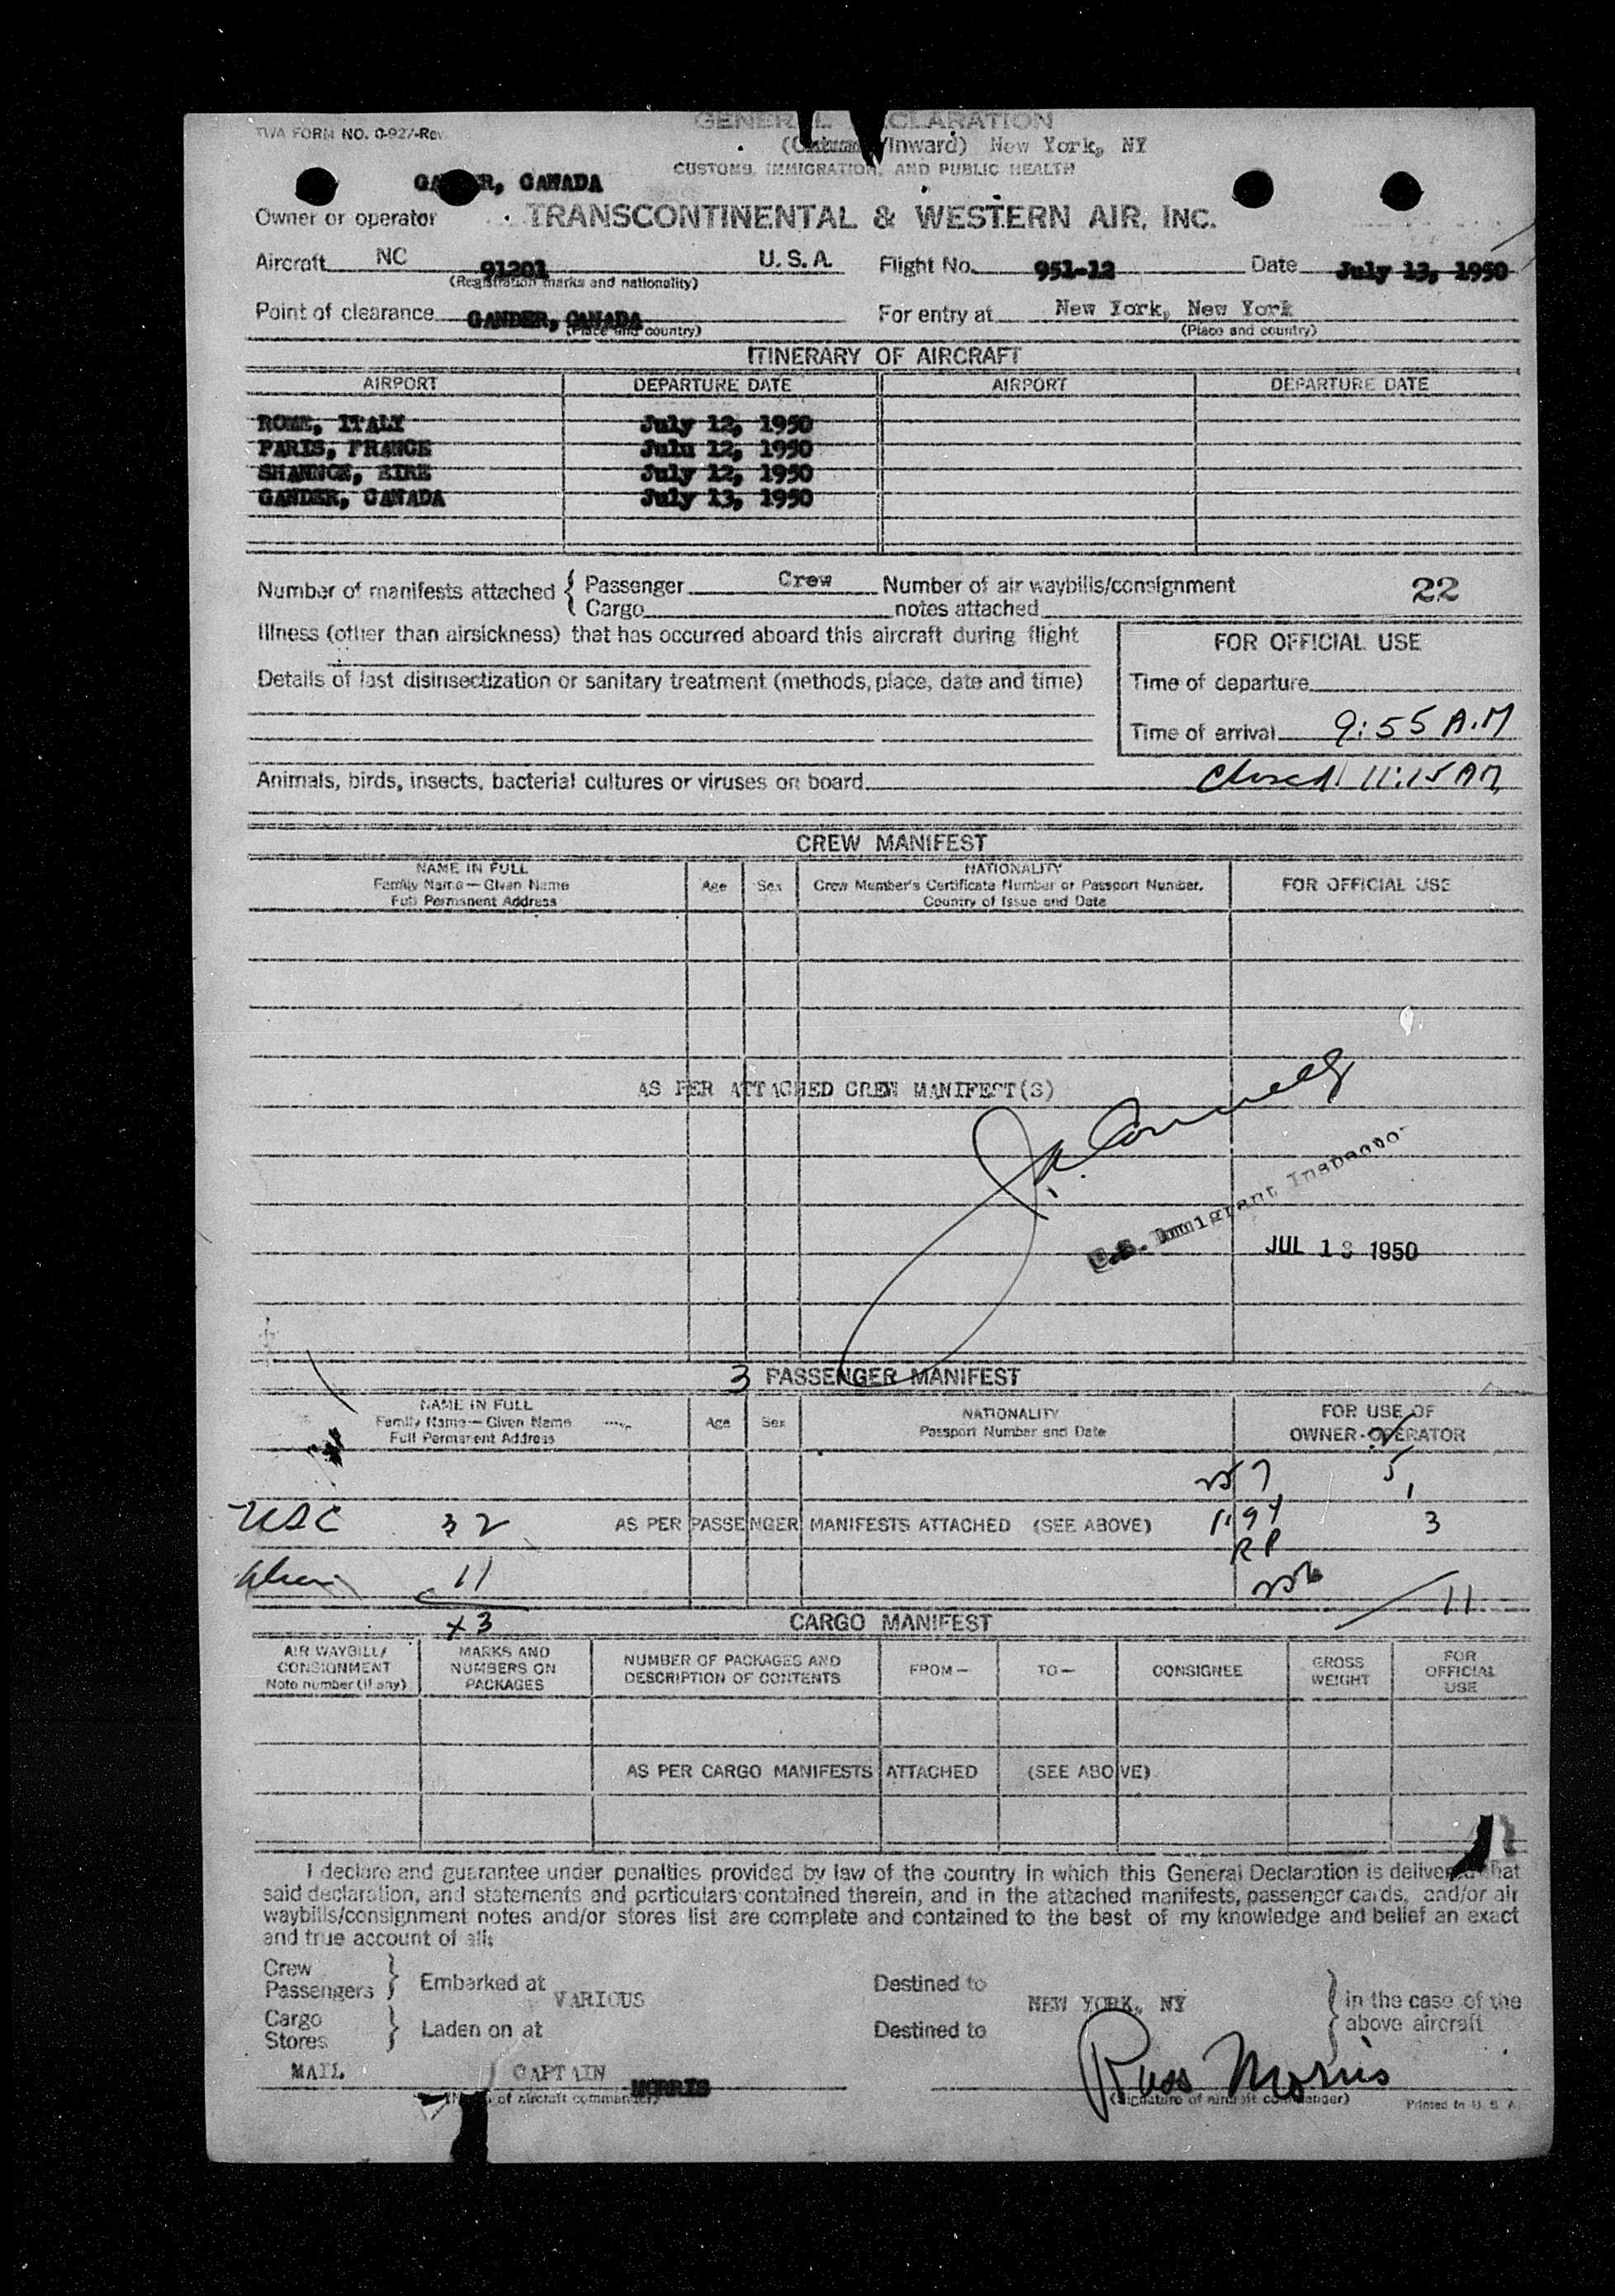 TWA FORM NO. 0-927-Rev.
GENERAL DECLARATION
(Outward/Inward) New York, NY
CUSTOMS, IMMIGRATION, AND PUBLIC HEALTH
GANDER, CANADA
Owner or operator TRANSCONTINENTAL & WESTERN AIR, INC.
Aircraft NC 91201 U.S.A. Flight No. 951-12 Date July 13, 1950
(Registration marks and nationality)
Point of clearance GANDER, CANADA For entry at New York, New York
(Place and country) (Place and country)
ITINERARY OF AIRCRAFT
AIRPORT DEPARTURE DATE AIRPORT DEPARTURE DATE
ROME, ITALY July 12, 1950
PARIS, FRANCE Julu 12, 1950
SHANNOE, EIRE July 12, 1950
GANDER, CANADA July 13, 1950
Number of manifests attached { Passenger Crew Number of air waybills/consignment 22
Cargo notes attached
Illness (other than airsickness) that has occurred aboard this aircraft during flight
FOR OFFICIAL USE
Details of last disinsectization or sanitary treatment (methods, place, date and time)
Time of departure
Time of arrival 9:55 A.M
Animals, birds, insects, bacterial cultures or viruses on board
Closed 11:15 AM
CREW MANIFEST
NAME IN FULL
Family Name—Given Name
Full Permanent Address
Age Sex
NATIONALITY
Crew Member's Certificate Number or Passport Number,
Country of Issue and Date
FOR OFFICIAL USE
AS PER ATTACHED CREW MANIFEST(S)
U.S. Immigrant Inspector
JUL 13 1950
3 PASSENGER MANIFEST
NAME IN FULL
Family Name—Given Name
Full Permanent Address
Age Sex
NATIONALITY
Passport Number and Date
FOR USE OF
OWNER-OPERATOR
257 5
1
USC 32 AS PER PASSENGER MANIFESTS ATTACHED (SEE ABOVE) 3
RP
Alien 11
11
43
CARGO MANIFEST
AIR WAYBILL/
CONSIGNMENT
Note number (if any)
MARKS AND
NUMBERS ON
PACKAGES
NUMBER OF PACKAGES AND
DESCRIPTION OF CONTENTS
FROM—
TO—
CONSIGNEE
GROSS
WEIGHT
FOR
OFFICIAL
USE
AS PER CARGO MANIFESTS ATTACHED (SEE ABOVE)
I declare and guarantee under penalties provided by law of the country in which this General Declaration is delivered that
said declaration, and statements and particulars contained therein, and in the attached manifests, passenger cards, and/or air
waybills/consignment notes and/or stores list are complete and contained to the best of my knowledge and belief an exact
and true account of all:
Crew
Passengers } Embarked at VARIOUS Destined to NEW YORK, NY } in the case of the
Cargo
Stores } Laden on at Destined to above aircraft
MAIL CAPTAIN MORRIS Russ Morris
(Name of aircraft commander) (Signature of aircraft commander) Printed in U. S. A.